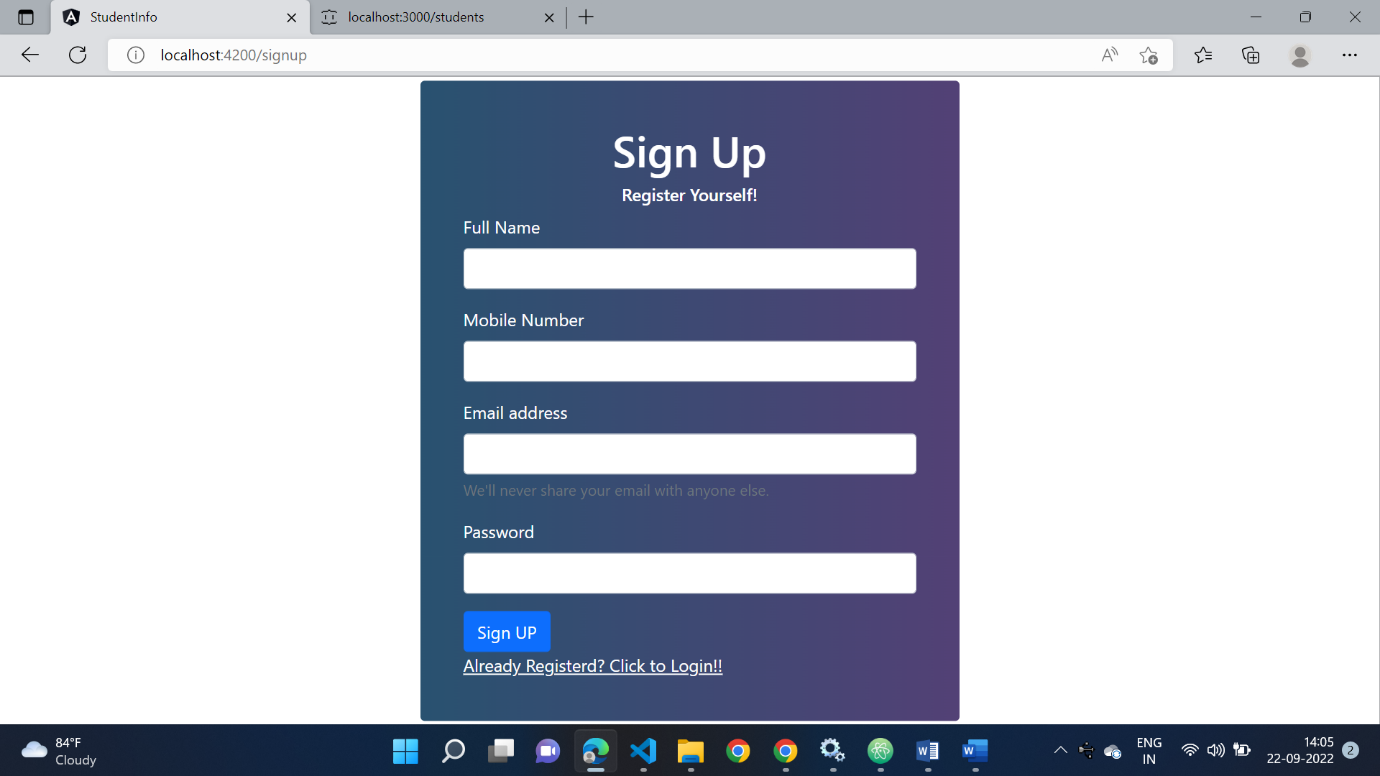 StudentInfo
localhost:3000/students
localhost:4200/signup
Sign Up
Register Yourself!
Full Name
Mobile Number
Email address
We'll never share your email with anyone else.
Password
Sign UP
Already Registerd? Click to Login!!
84°F
Cloudy
ENG
IN
14:05
22-09-2022
2